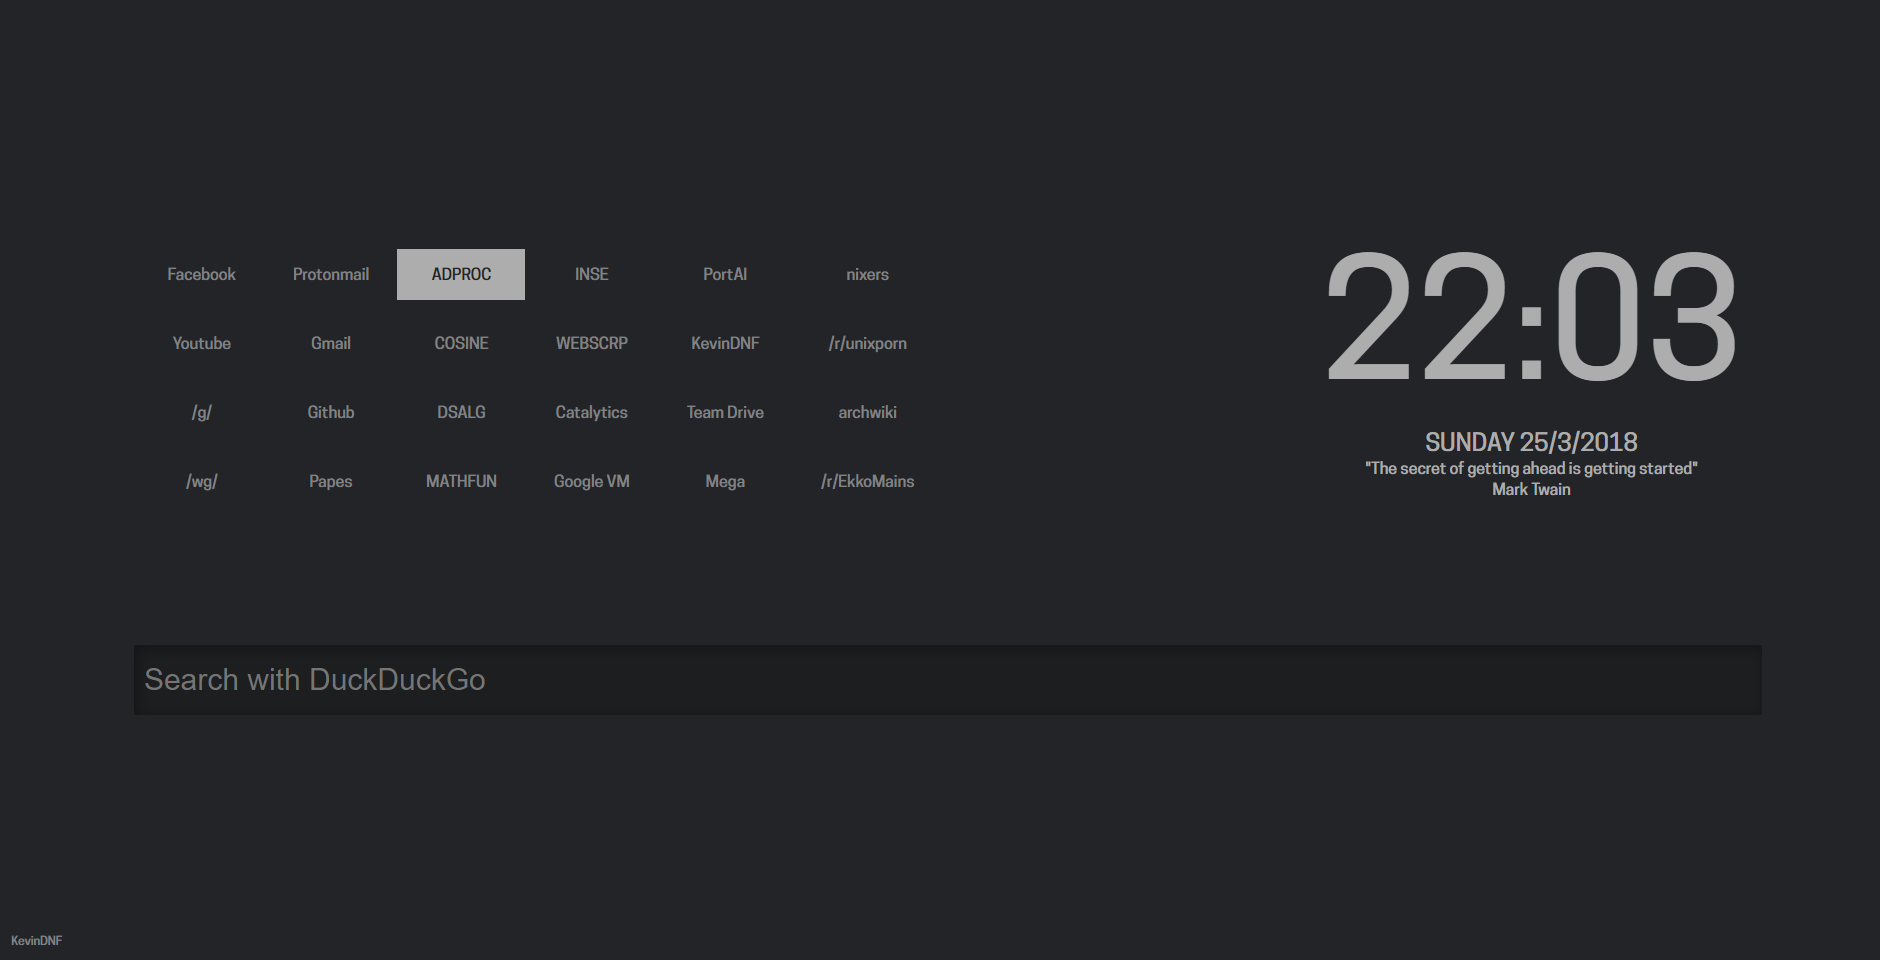 Facebook Protonmail ADPROC INSE PortAI nixers
Youtube Gmail COSINE WEBSCRP KevinDNF /r/unixporn
/g/ Github DSALG Catalytics Team Drive archwiki
/wg/ Papes MATHFUN Google VM Mega /r/EkkoMains
22:03
SUNDAY 25/3/2018
"The secret of getting ahead is getting started"
Mark Twain
Search with DuckDuckGo
KevinDNF